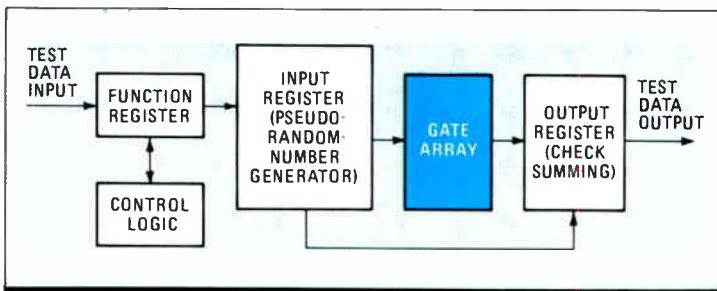 TEST
DATA
INPUT
FUNCTION
REGISTER
CONTROL
LOGIC
INPUT
REGISTER
(PSEUDO-
RANDOM-
NUMBER
GENERATOR)
GATE
ARRAY
OUTPUT
REGISTER
(CHECK
SUMMING)
TEST
DATA
OUTPUT